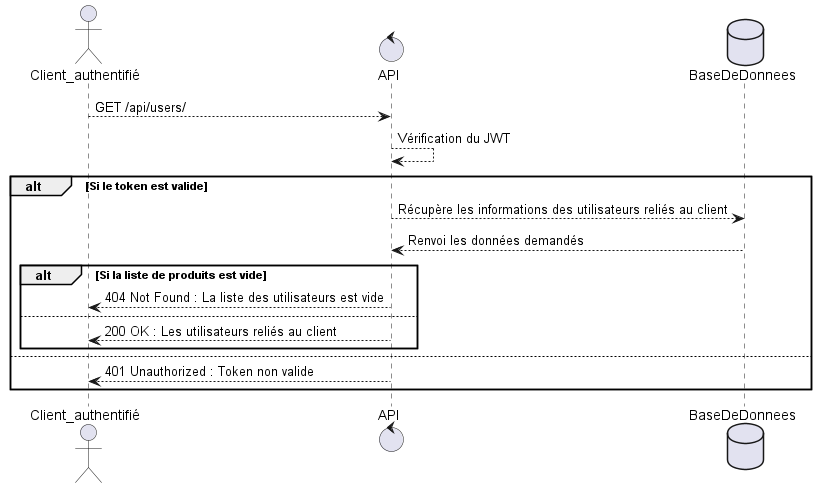 Client_authentifié
API
BaseDeDonnees
GET /api/users/
Vérification du JWT
alt [Si le token est valide]
Récupère les informations des utilisateurs reliés au client
Renvoi les données demandés
alt [Si la liste de produits est vide]
404 Not Found : La liste des utilisateurs est vide
200 OK : Les utilisateurs reliés au client
401 Unauthorized : Token non valide
Client_authentifié
API
BaseDeDonnees